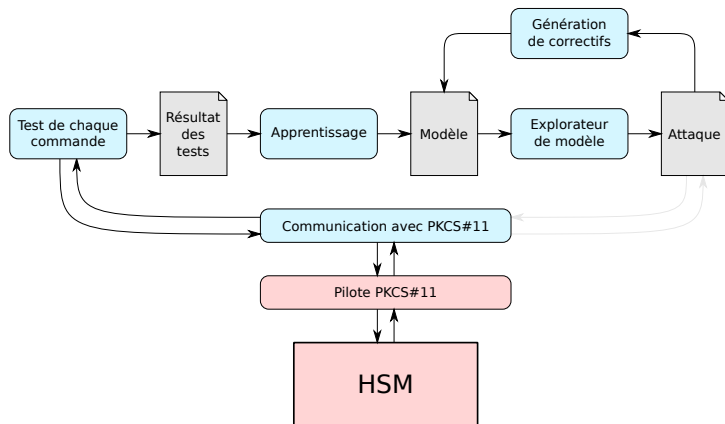 Génération
de correctifs
Test de chaque
commande
Résultat
des
tests
Apprentissage
Modèle
Explorateur
de modèle
Attaque
Communication avec PKCS#11
Pilote PKCS#11
HSM